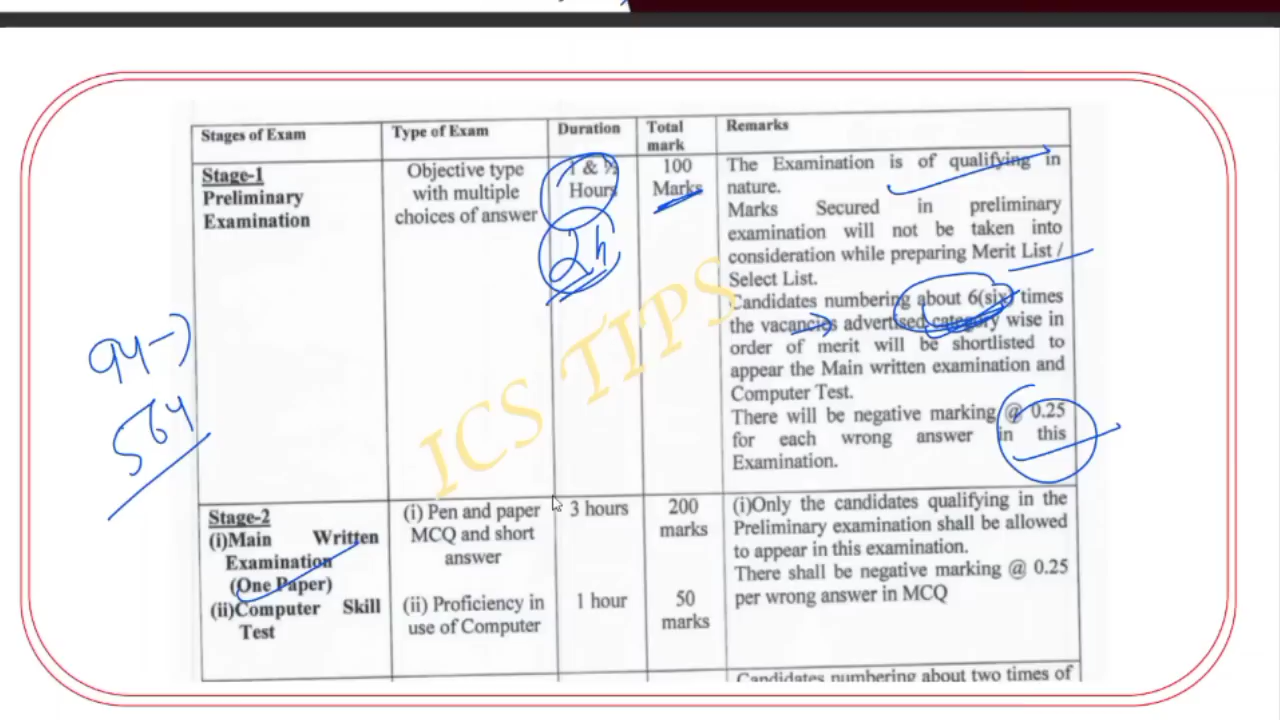 Stages of Exam
Type of Exam
Duration
Total
mark
Remarks
Stage-1
Preliminary
Examination
Objective type
with multiple
choices of answer
1 & ½
Hours
2h
100
Marks
The Examination is of qualifying in
nature.
Marks Secured in preliminary
examination will not be taken into
consideration while preparing Merit List /
Select List.
Candidates numbering about 6(six) times
the vacancies advertised category wise in
order of merit will be shortlisted to
appear the Main written examination and
Computer Test.
There will be negative marking @ 0.25
for each wrong answer in this
Examination.
94
564
ICS TIPS
Stage-2
(i)Main Written
Examination
(One Paper)
(ii)Computer Skill
Test
(i) Pen and paper
MCQ and short
answer
(ii) Proficiency in
use of Computer
3 hours
1 hour
200
marks
50
marks
(i)Only the candidates qualifying in the
Preliminary examination shall be allowed
to appear in this examination.
There shall be negative marking @ 0.25
per wrong answer in MCQ
Candidates numbering about two times of